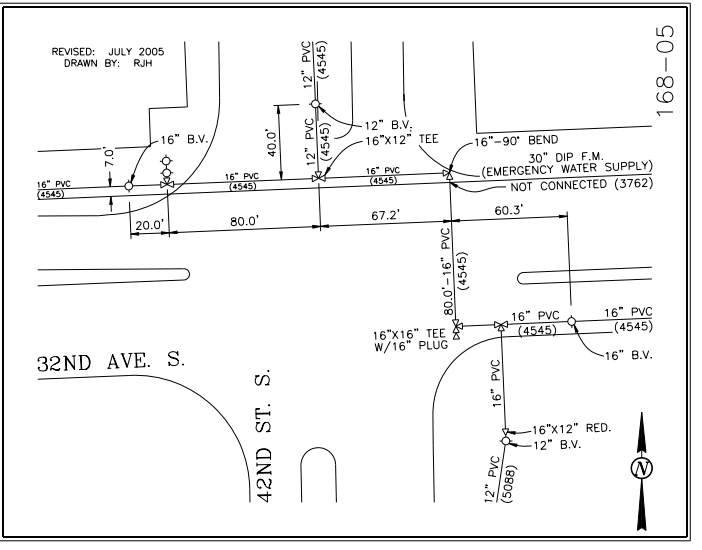 REVISED: JULY 2005
DRAWN BY: RJH
168-05
12" PVC
(4545)
12" B.V.
16"X12" TEE
16" B.V.
7.0'
40.0'
12" PVC
(4545)
16"-90° BEND
30" DIP F.M.
(EMERGENCY WATER SUPPLY)
NOT CONNECTED (3762)
16" PVC
(4545)
16" PVC
(4545)
16" PVC
(4545)
20.0'
80.0'
67.2'
60.3'
80.0'-16" PVC
(4545)
16"X16" TEE
W/16" PLUG
16" PVC
(4545)
16" PVC
(4545)
16" B.V.
32ND AVE. S.
42ND ST. S.
16" PVC
16"X12" RED.
12" B.V.
12" PVC
(5088)
N